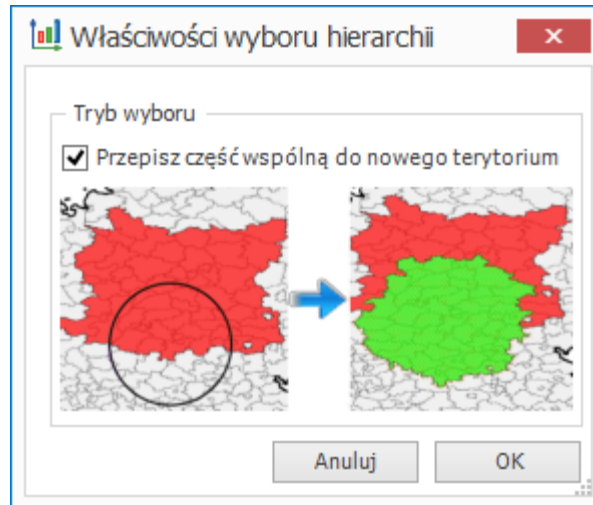 Właściwości wyboru hierarchii
Tryb wyboru
Przepisz część wspólną do nowego terytorium
Anuluj
OK